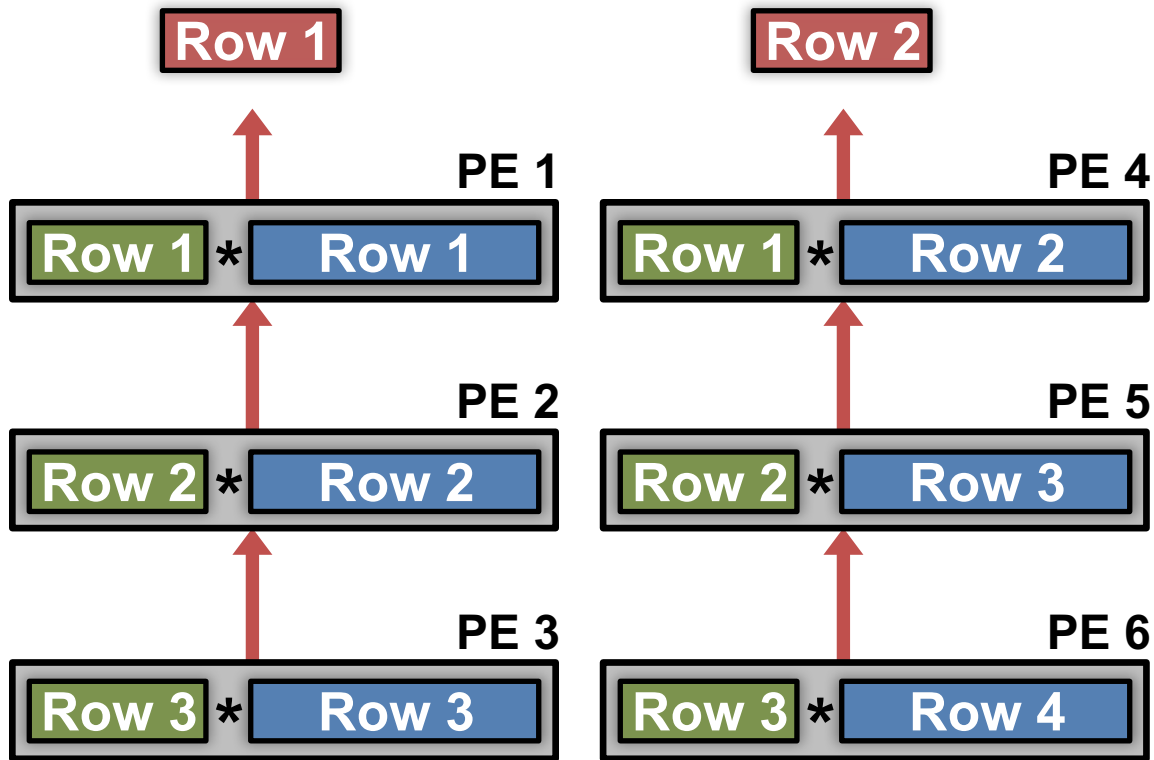 Row 1 Row 2
PE 1 PE 4
Row 1 * Row 1 Row 1 * Row 2
PE 2 PE 5
Row 2 * Row 2 Row 2 * Row 3
PE 3 PE 6
Row 3 * Row 3 Row 3 * Row 4